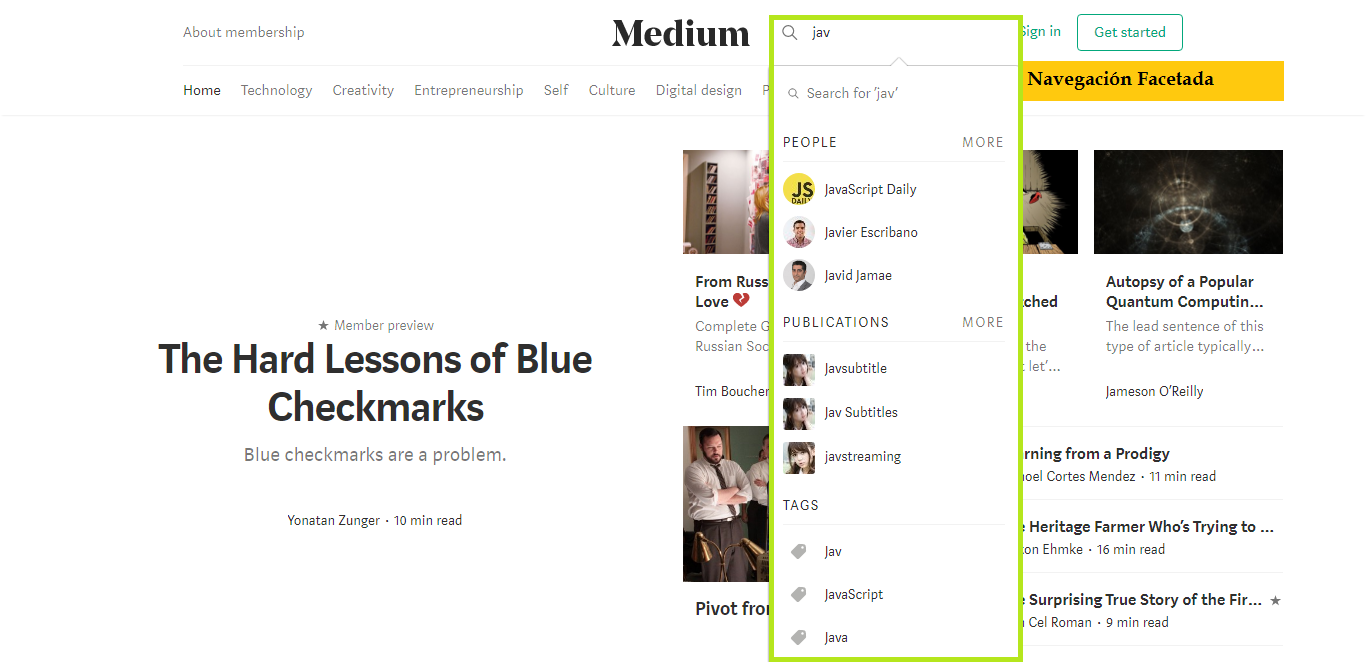 About membership
Medium
jav
Sign in
Get started
Navegación Facetada
Home
Technology
Creativity
Entrepreneurship
Self
Culture
Digital design
Search for 'jav'
PEOPLE
MORE
JS
DAILY
JavaScript Daily
Javier Escribano
Javid Jamae
PUBLICATIONS
MORE
Javsubtitle
Jav Subtitles
javstreaming
TAGS
Jav
JavaScript
Java
★ Member preview
The Hard Lessons of Blue
Checkmarks
Blue checkmarks are a problem.
Yonatan Zunger · 10 min read
From Russ
Love 💔
Complete G
Russian Soc
Tim Boucher
Pivot from
ched
the
let’...
Autopsy of a Popular
Quantum Computin...
The lead sentence of this
type of article typically...
Jameson O’Reilly
rning from a Prodigy
oel Cortes Mendez · 11 min read
e Heritage Farmer Who’s Trying to ...
on Ehmke · 16 min read
e Surprising True Story of the Fir... ★
Cel Roman · 9 min read